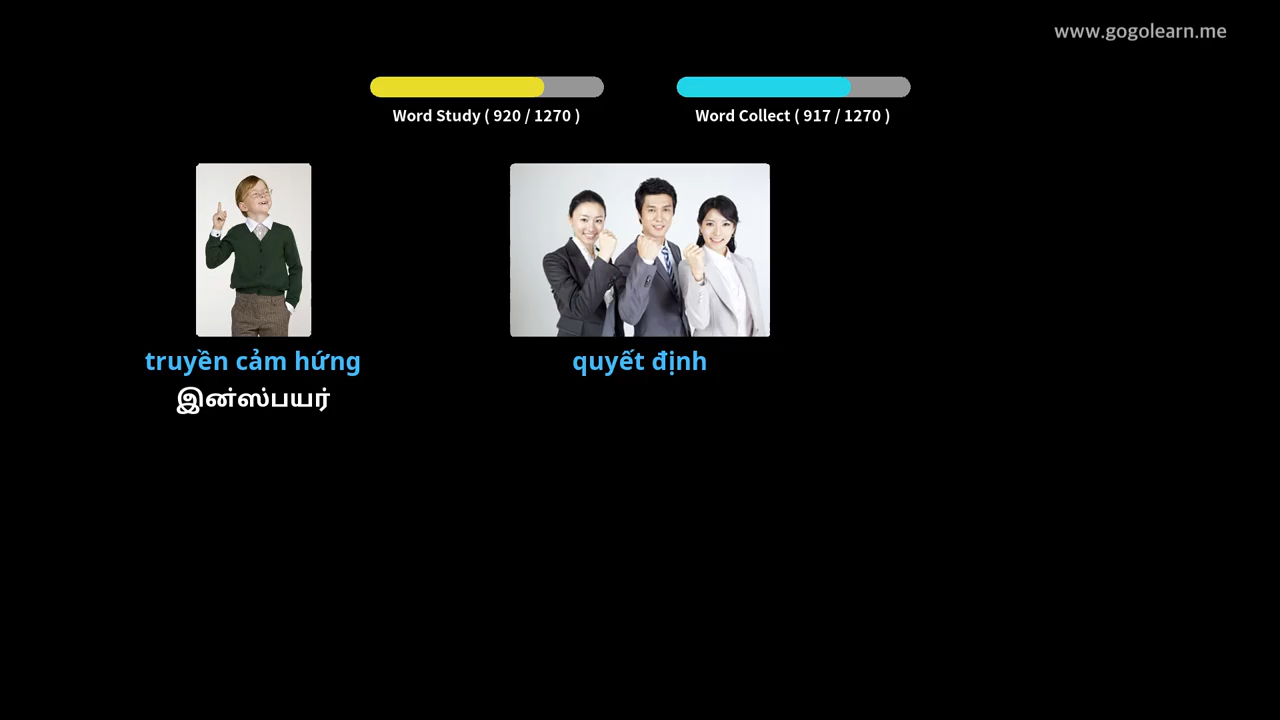 www.gogolearn.me
Word Study ( 920 / 1270 )
Word Collect ( 917 / 1270 )
truyền cảm hứng
இன்ஸ்பயர்
quyết định